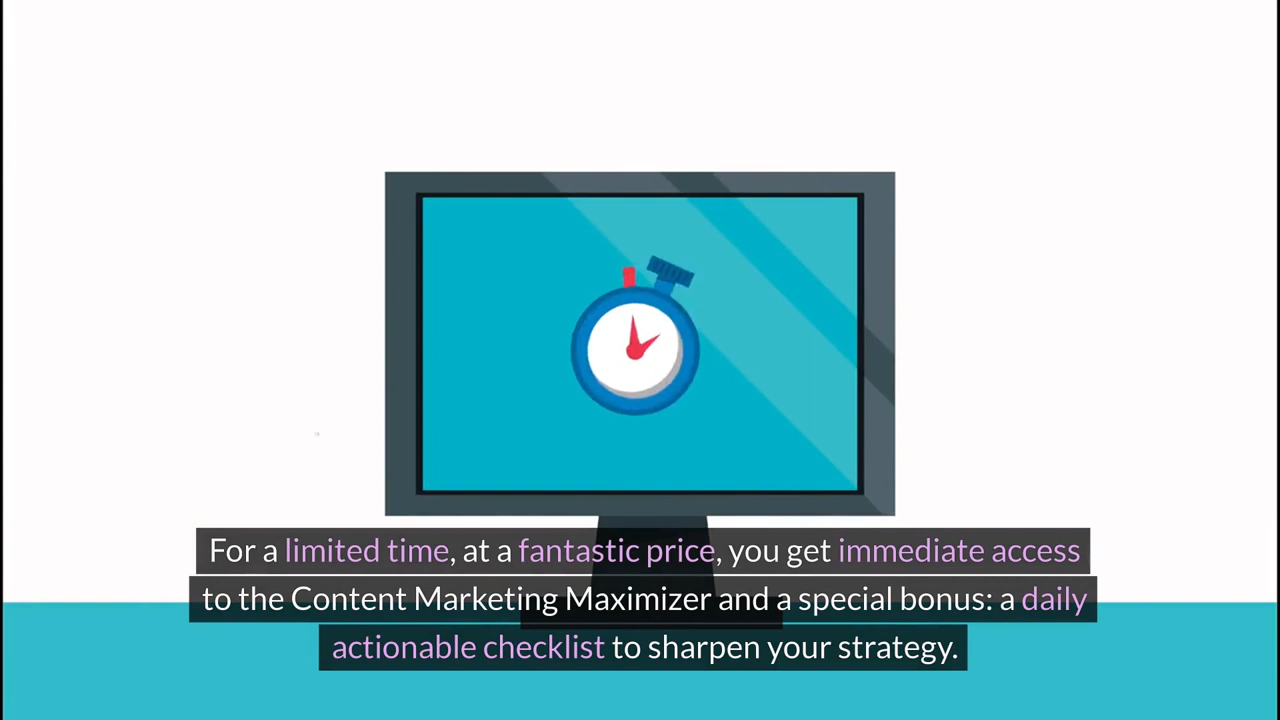 For a limited time, at a fantastic price, you get immediate access
to the Content Marketing Maximizer and a special bonus: a daily
actionable checklist to sharpen your strategy.